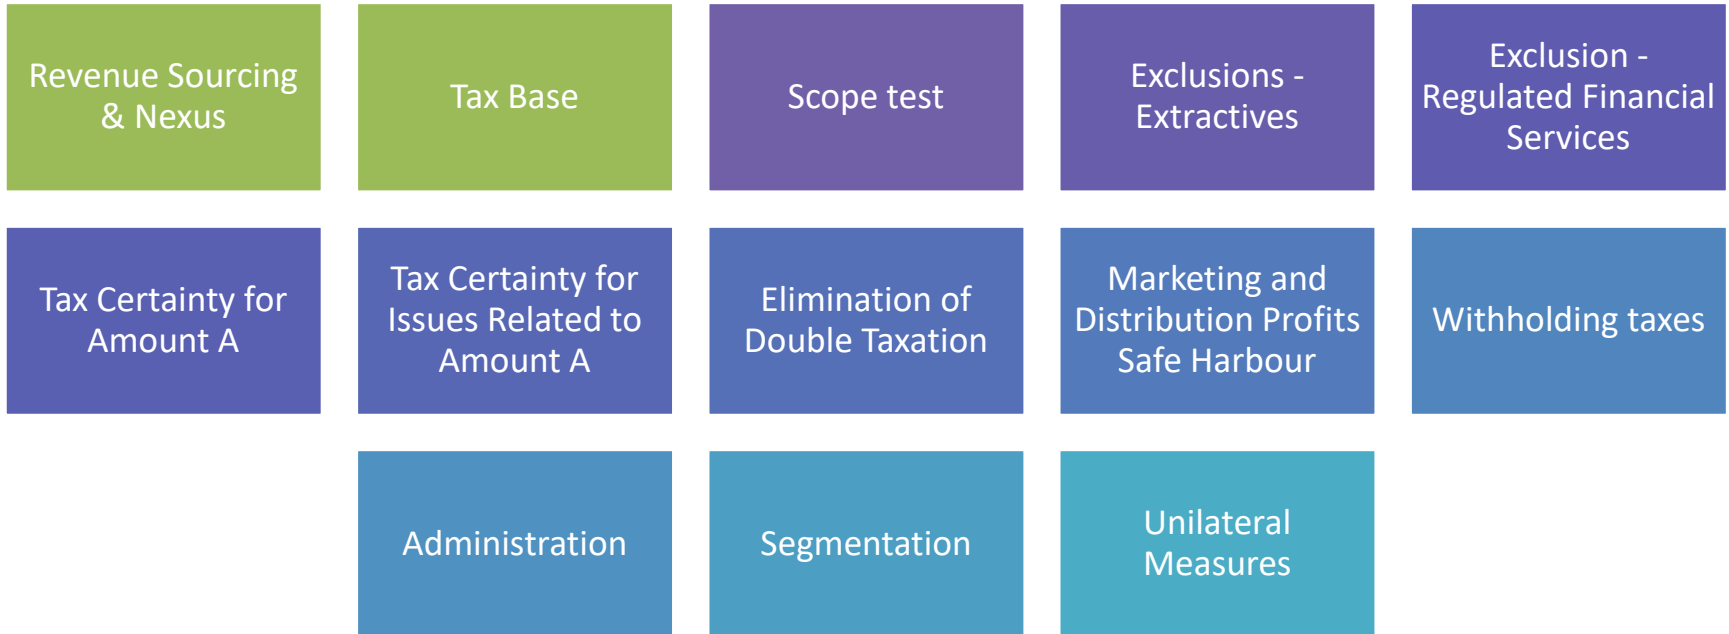 Revenue Sourcing
& Nexus
Tax Base
Scope test
Exclusions -
Extractives
Exclusion -
Regulated Financial
Services
Tax Certainty for
Amount A
Tax Certainty for
Issues Related to
Amount A
Elimination of
Double Taxation
Marketing and
Distribution Profits
Safe Harbour
Withholding taxes
Administration
Segmentation
Unilateral
Measures